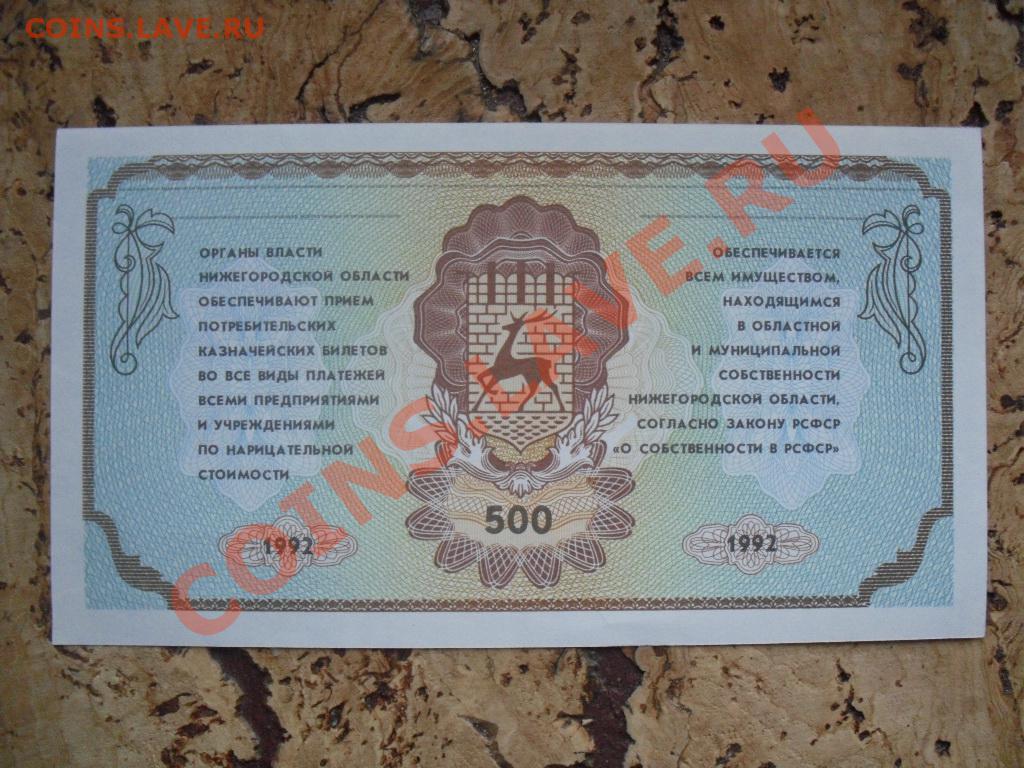 COINS.LAVE.RU
ОРГАНЫ ВЛАСТИ
НИЖЕГОРОДСКОЙ ОБЛАСТИ
ОБЕСПЕЧИВАЮТ ПРИЕМ
ПОТРЕБИТЕЛЬСКИХ
КАЗНАЧЕЙСКИХ БИЛЕТОВ
ВО ВСЕ ВИДЫ ПЛАТЕЖЕЙ
ВСЕМИ ПРЕДПРИЯТИЯМИ
И УЧРЕЖДЕНИЯМИ
ПО НАРИЦАТЕЛЬНОЙ
СТОИМОСТИ
ОБЕСПЕЧИВАЕТСЯ
ВСЕМ ИМУЩЕСТВОМ,
НАХОДЯЩИМСЯ
В ОБЛАСТНОЙ
И МУНИЦИПАЛЬНОЙ
СОБСТВЕННОСТИ
НИЖЕГОРОДСКОЙ ОБЛАСТИ,
СОГЛАСНО ЗАКОНУ РСФСР
«О СОБСТВЕННОСТИ В РСФСР»
500
1992
1992
COINS.LAVE.RU